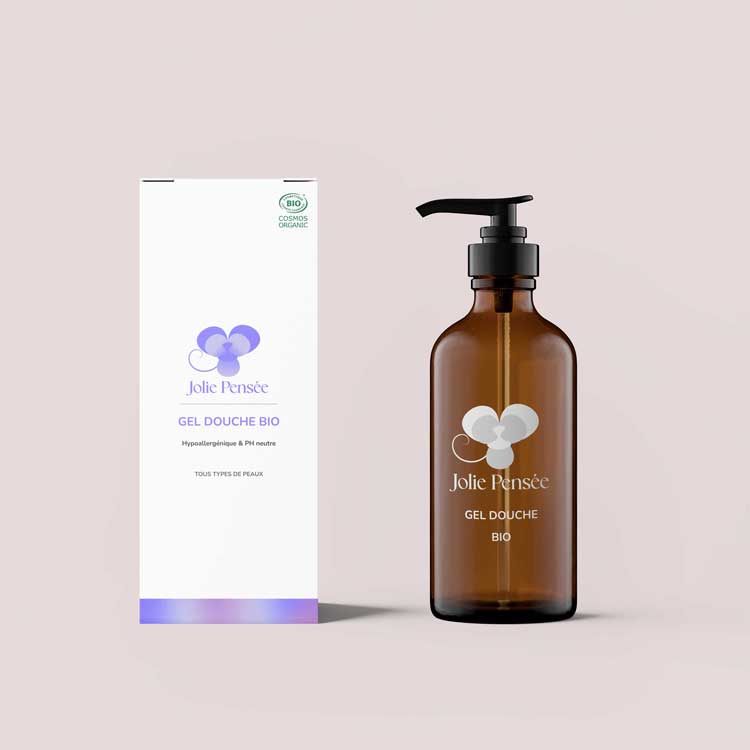 BIO
COSMOS
ORGANIC
Jolie Pensée
GEL DOUCHE BIO
Hypoallergénique & PH neutre
TOUS TYPES DE PEAUX
Jolie Pensée
GEL DOUCHE
BIO